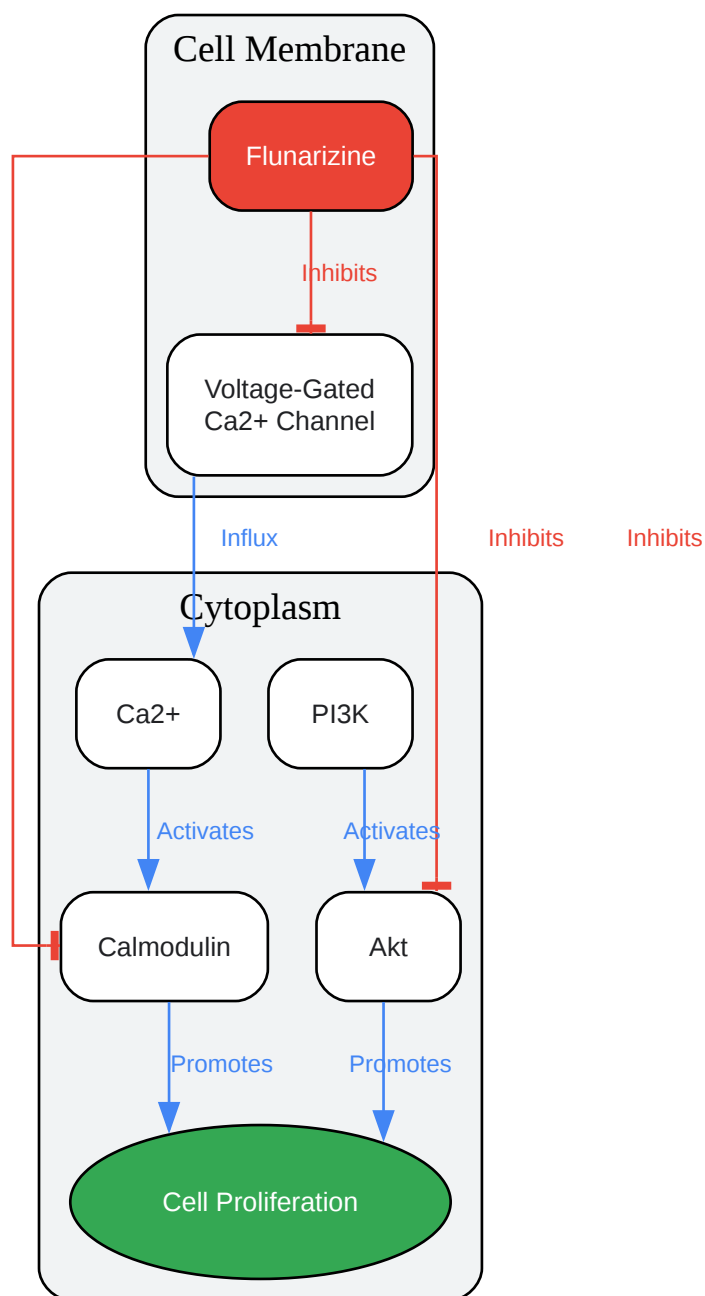 Cell Membrane
Flunarizine
Inhibits
Voltage-Gated
Ca2+ Channel
Influx
Inhibits
Inhibits
Cytoplasm
Ca2+
PI3K
Activates
Activates
Calmodulin
Akt
Promotes
Promotes
Cell Proliferation